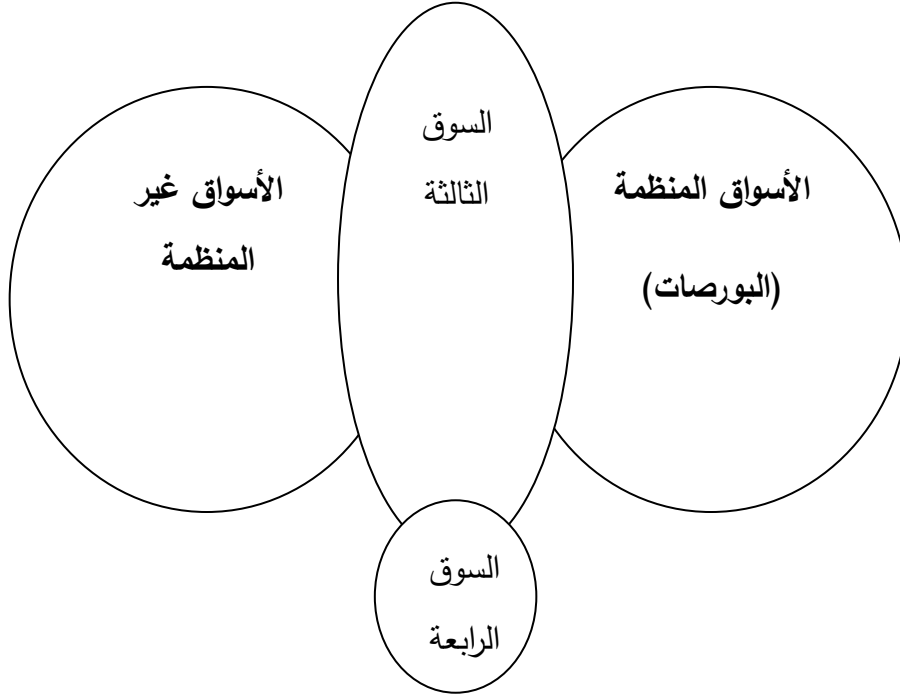 السوق
الثالثة
الأسواق المنظمة
(البورصات)
الأسواق غير
المنظمة
السوق
الرابعة